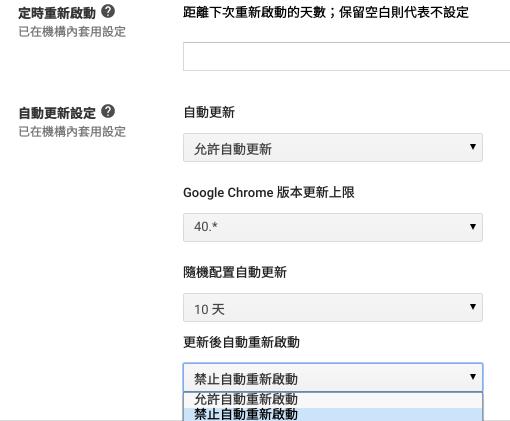 定時重新啟動
距離下次重新啟動的天數；保留空白則代表不設定
已在機構內套用設定
自動更新設定
自動更新
已在機構內套用設定
允許自動更新
Google Chrome 版本更新上限
40.*
隨機配置自動更新
10 天
更新後自動重新啟動
禁止自動重新啟動
允許自動重新啟動
禁止自動重新啟動